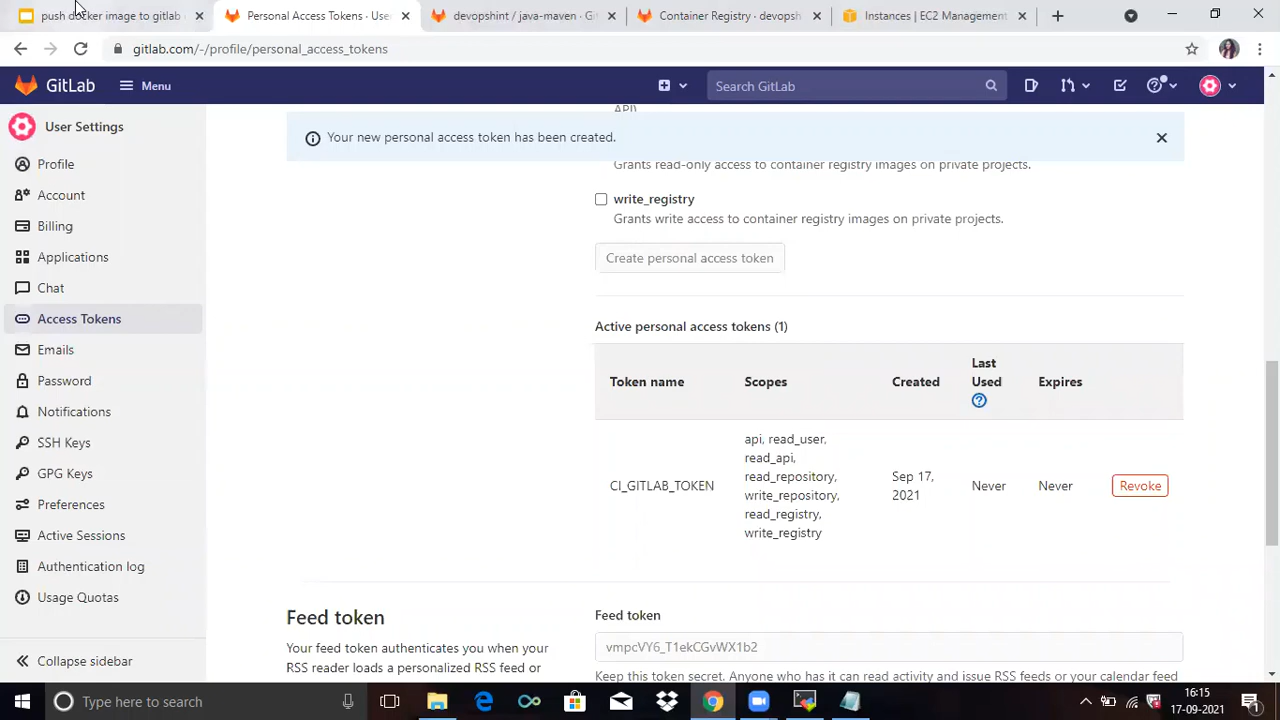 push docker image to gitlab
Personal Access Tokens · Use
devopshint / java-maven · G
Container Registry · devopsh
Instances | EC2 Management
gitlab.com/-/profile/personal_access_tokens
GitLab
Menu
Search GitLab
User Settings
Profile
Account
Billing
Applications
Chat
Access Tokens
Emails
Password
Notifications
SSH Keys
GPG Keys
Preferences
Active Sessions
Authentication log
Usage Quotas
Collapse sidebar
API)
Your new personal access token has been created.
Grants read-only access to container registry images on private projects.
write_registry
Grants write access to container registry images on private projects.
Create personal access token
Active personal access tokens (1)
Token name
Scopes
Created
Last
Used
Expires
CI_GITLAB_TOKEN
api, read_user,
read_api,
read_repository,
write_repository,
read_registry,
write_registry
Sep 17,
2021
Never
Never
Revoke
Feed token
Your feed token authenticates you when your
RSS reader loads a personalized RSS feed or
Feed token
vmpcVY6_T1ekCGvWX1b2
Keep this token secret. Anyone who has it can read activity and issue RSS feeds or your calendar feed
Type here to search
16:15
17-09-2021
1